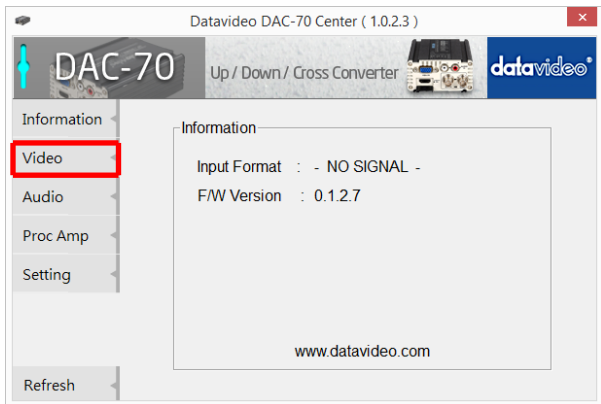 Datavideo DAC-70 Center ( 1.0.2.3 )
DAC-70
Up / Down / Cross Converter
datavideo®
Information
Video
Audio
Proc Amp
Setting
Refresh
Information
Input Format : - NO SIGNAL -
F/W Version : 0.1.2.7
www.datavideo.com